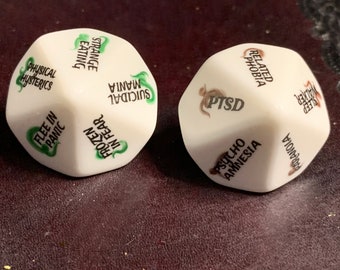 STRANGE
EATING
PHYSICAL
HYSTERICS
SUICIDAL
MANIA
FLEE IN
PANIC
FROZEN
IN FEAR
RELATED
PHOBIA
PTSD
PSYCHO
AMNESIA
PARANOIA